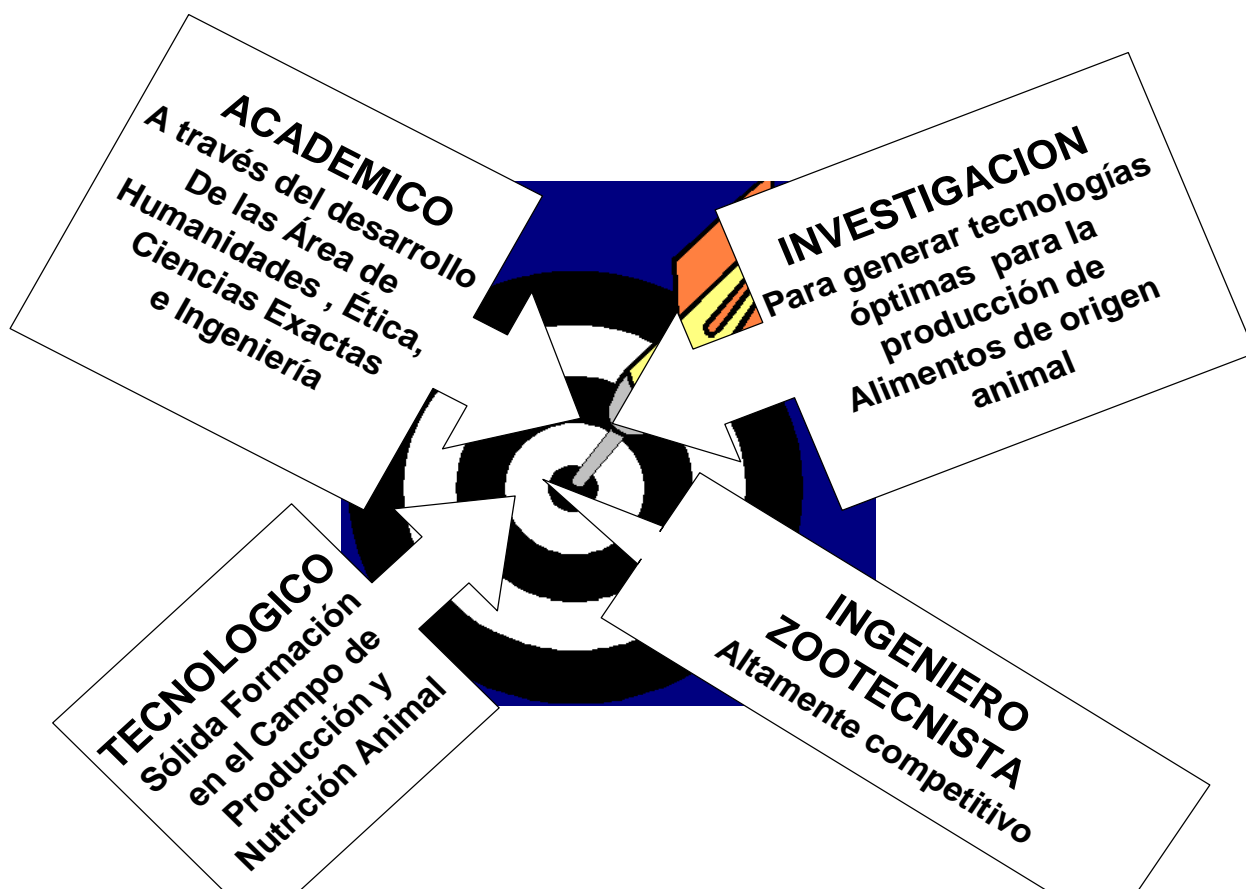 ACADEMICO
A través del desarrollo
De las Área de
Humanidades , Ética,
Ciencias Exactas
e Ingeniería
INVESTIGACION
Para generar tecnologías
óptimas para la
producción de
Alimentos de origen
animal
TECNOLOGICO
Sólida Formación
en el Campo de
Producción y
Nutrición Animal
INGENIERO
ZOOTECNISTA
Altamente competitivo